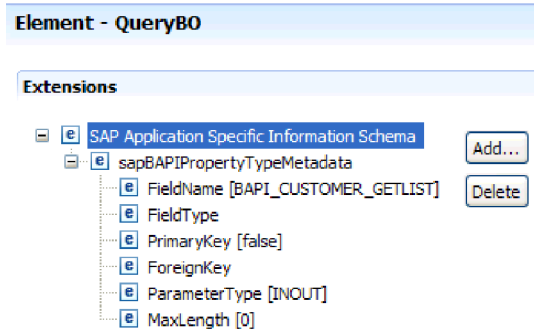 Element - QueryBO
Extensions
SAP Application Specific Information Schema
Add...
sapBAPIPropertyTypeMetadata
FieldName [BAPI_CUSTOMER_GETLIST]
Delete
FieldType
PrimaryKey [false]
ForeignKey
ParameterType [INOUT]
MaxLength [0]